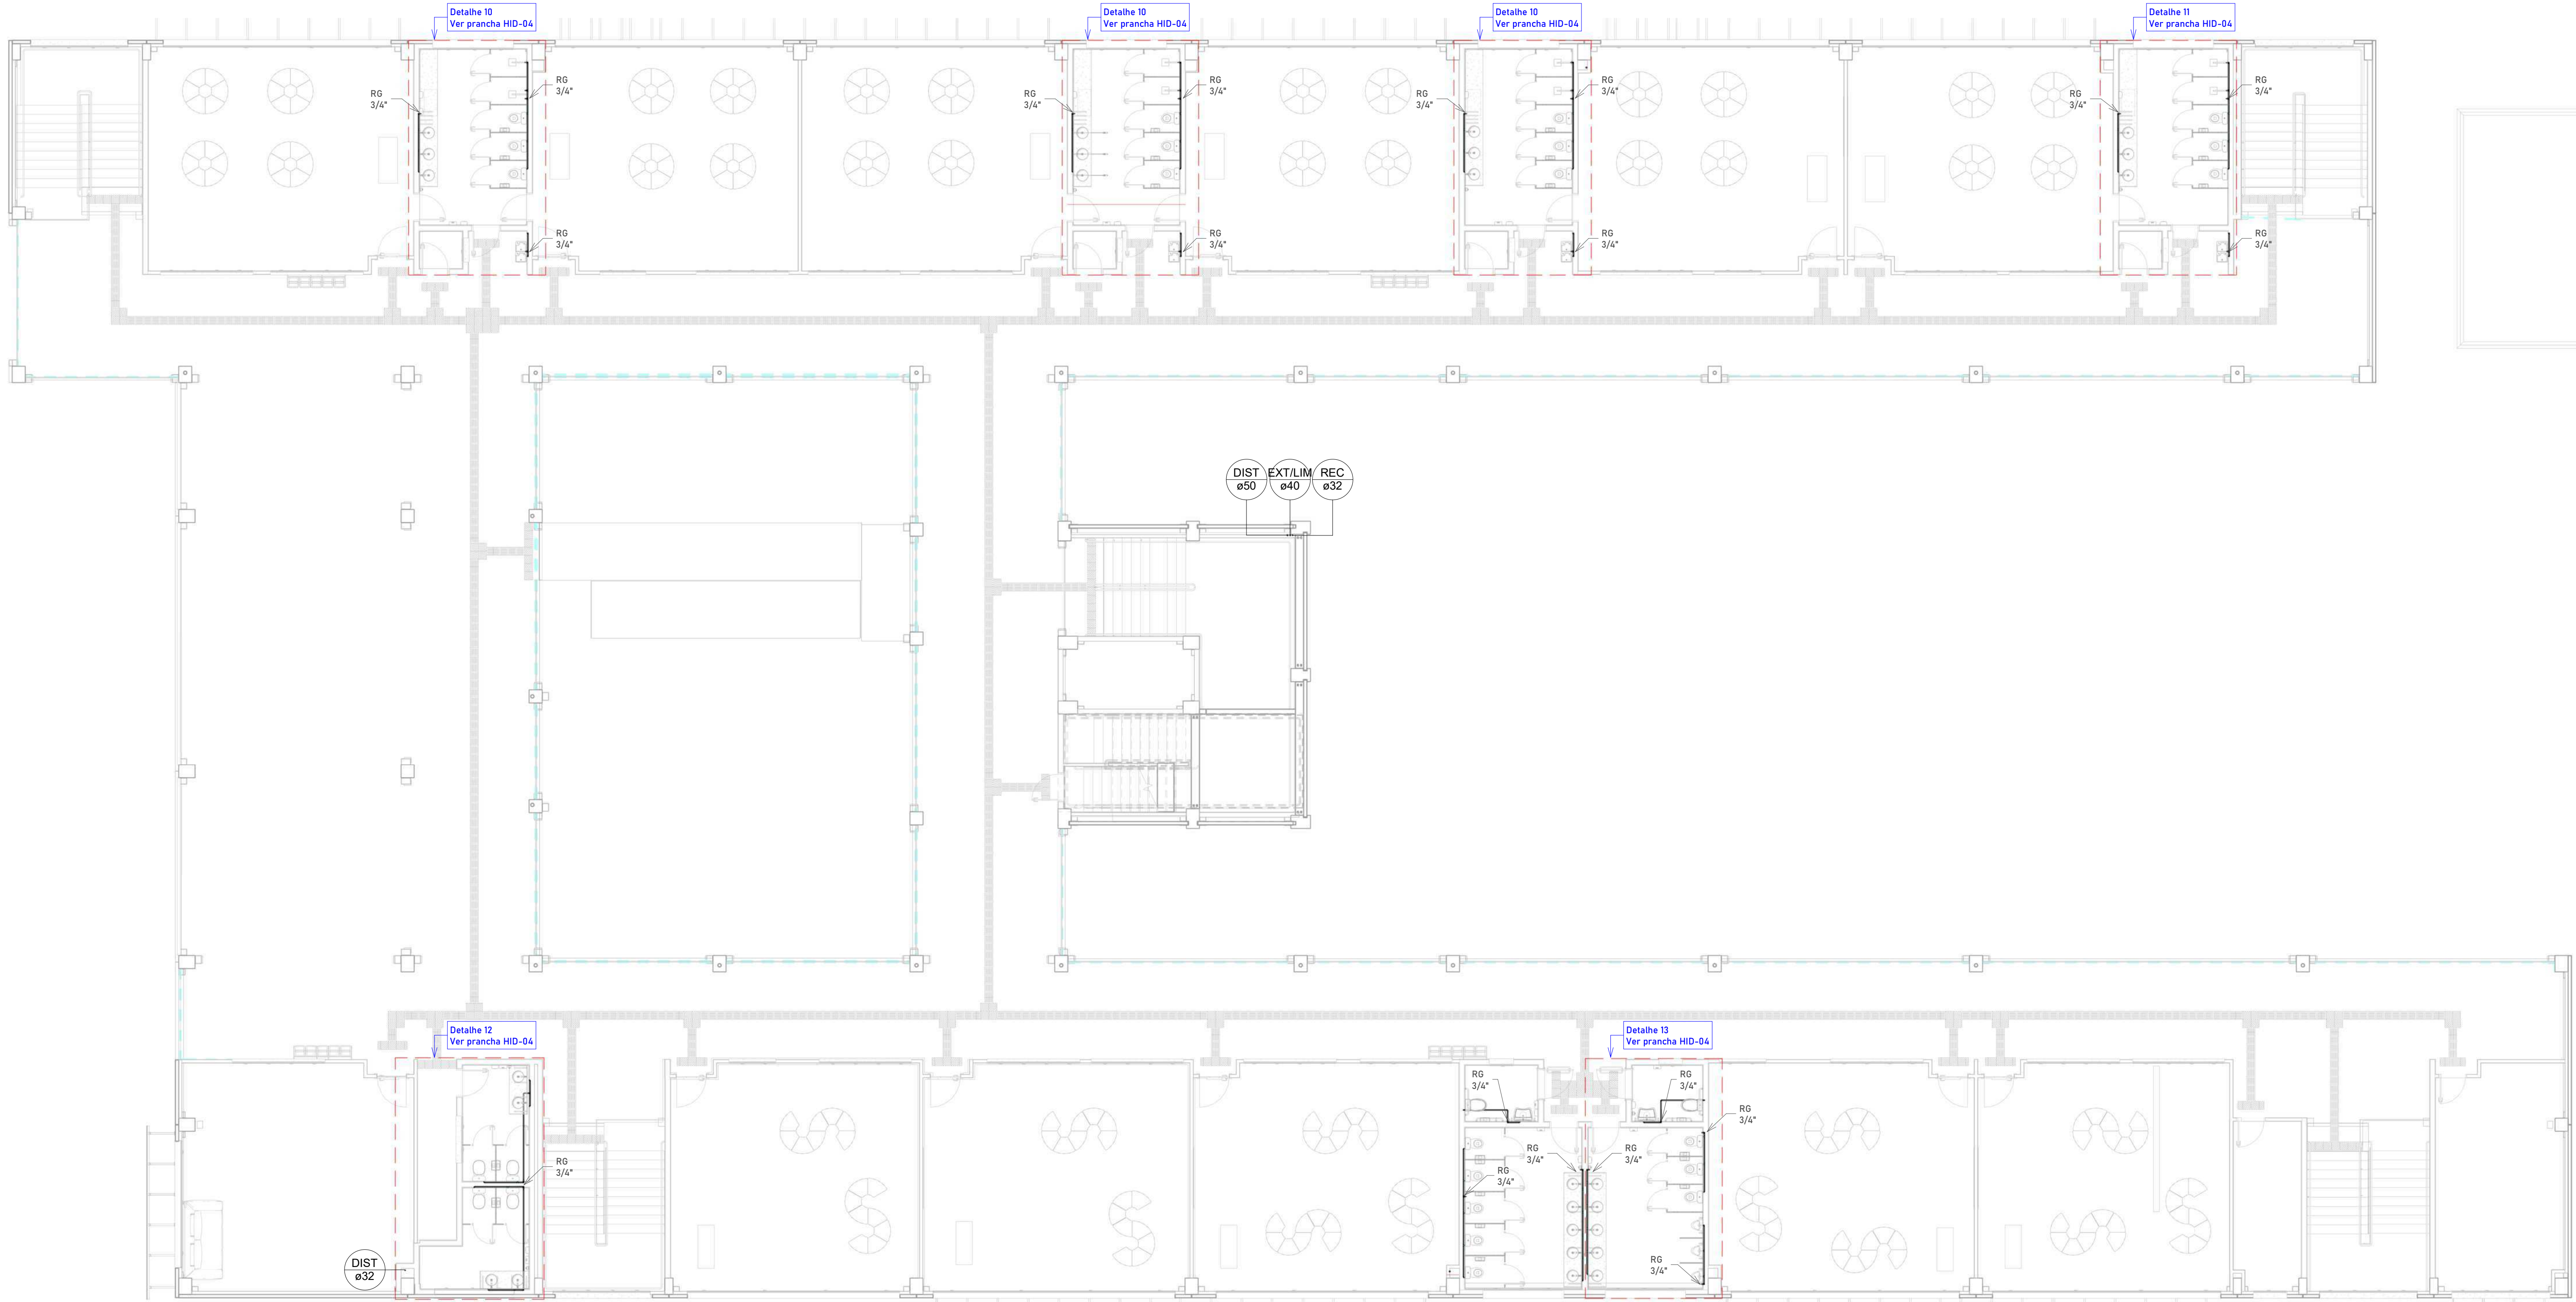 Detalhe 10
Ver prancha HID-04
Detalhe 10
Ver prancha HID-04
Detalhe 10
Ver prancha HID-04
Detalhe 11
Ver prancha HID-04
RG
3/4"
RG
3/4"
RG
3/4"
RG
3/4"
RG
3/4"
RG
3/4"
RG
3/4"
RG
3/4"
RG
3/4"
RG
3/4"
RG
3/4"
RG
3/4"
DIST
ø50
EXT/LIM
ø40
REC
ø32
Detalhe 12
Ver prancha HID-04
Detalhe 13
Ver prancha HID-04
RG
3/4"
RG
3/4"
RG
3/4"
RG
3/4"
RG
3/4"
RG
3/4"
RG
3/4"
RG
3/4"
DIST
ø32